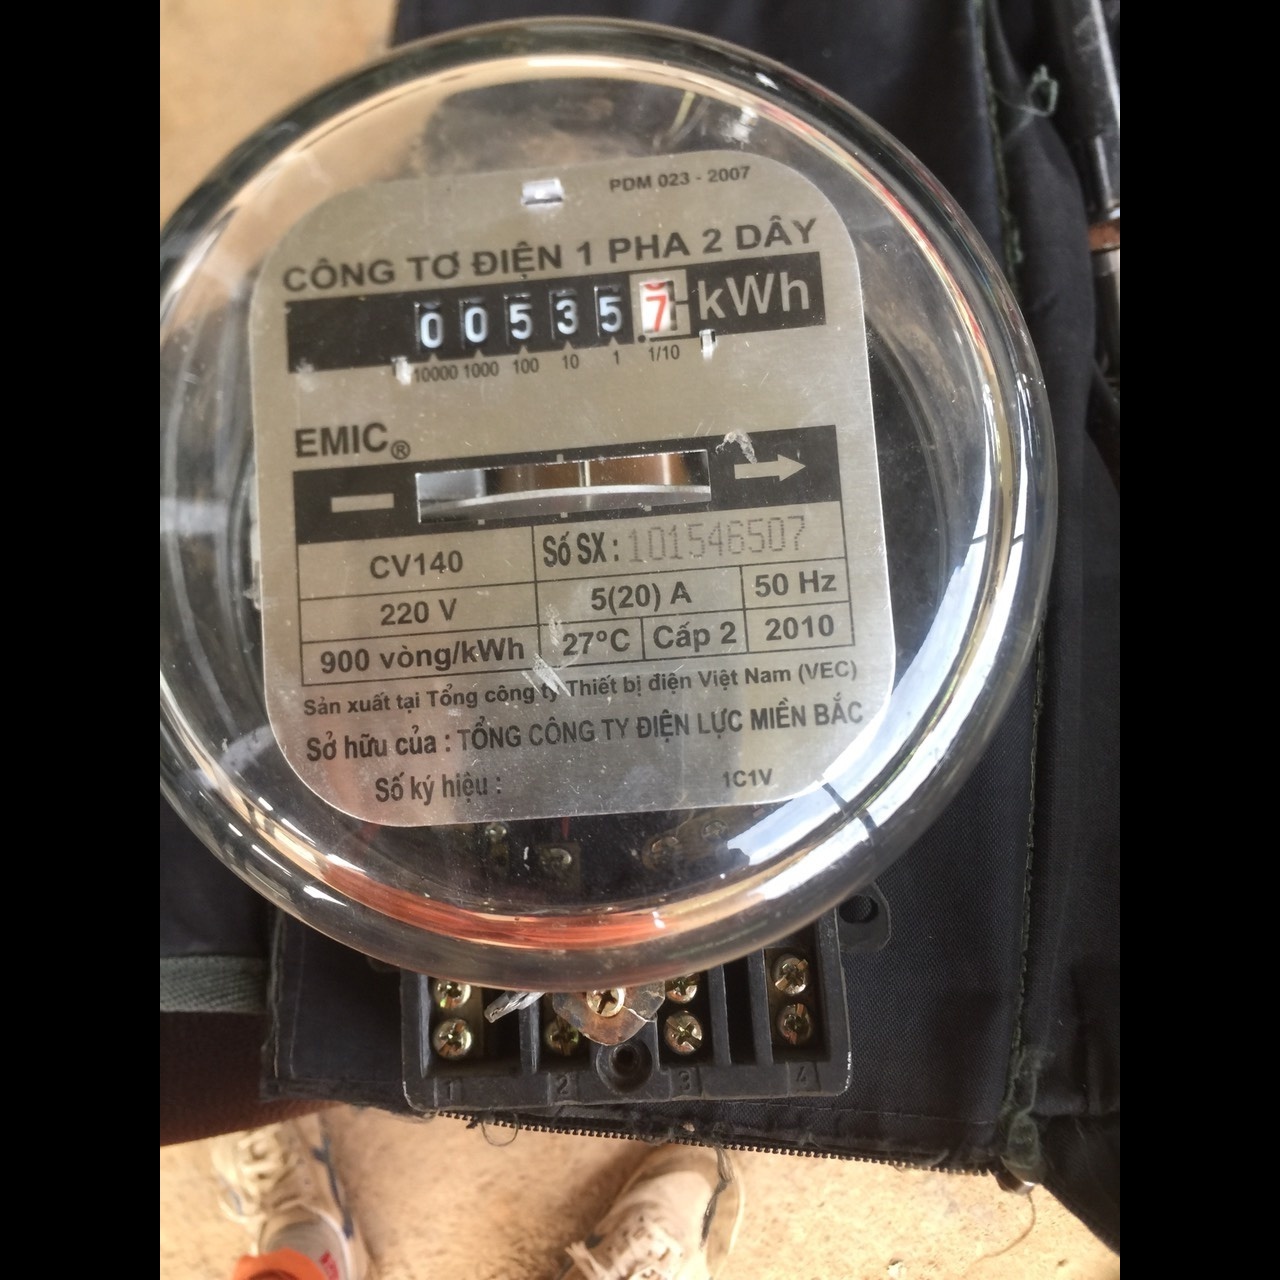 PDM 023 - 2007
CÔNG TƠ ĐIỆN 1 PHA 2 DÂY
0 0 5 3 5 7 kWh
10000 1000 100 10 1 1/10
EMIC®
CV140 Số SX : 101546507
220 V 5(20) A 50 Hz
900 vòng/kWh 27°C Cấp 2 2010
Sản xuất tại Tổng công ty Thiết bị điện Việt Nam (VEC)
Sở hữu của : TỔNG CÔNG TY ĐIỆN LỰC MIỀN BẮC
Số ký hiệu : 1C1V
1 2 3 4